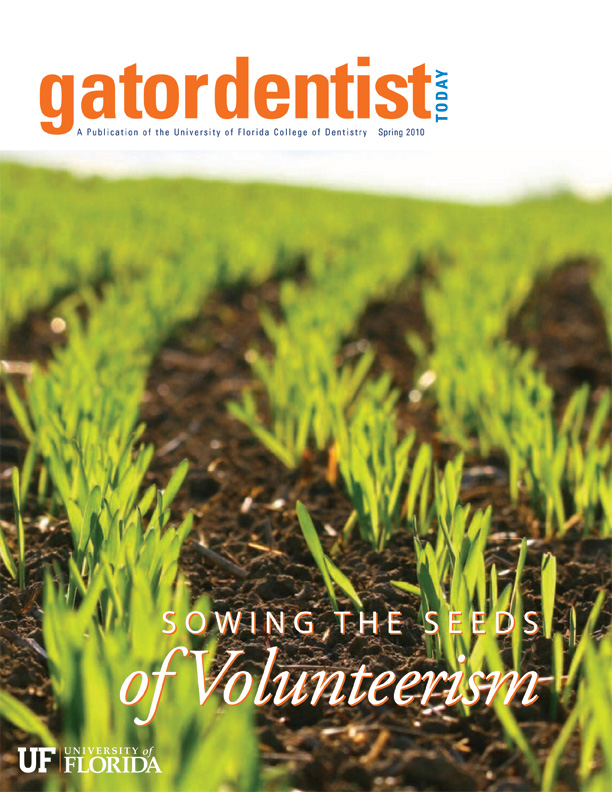 gatordentist TODAY
A Publication of the University of Florida College of Dentistry Spring 2010
SOWING THE SEEDS
of Volunteerism
UF UNIVERSITY of
FLORIDA